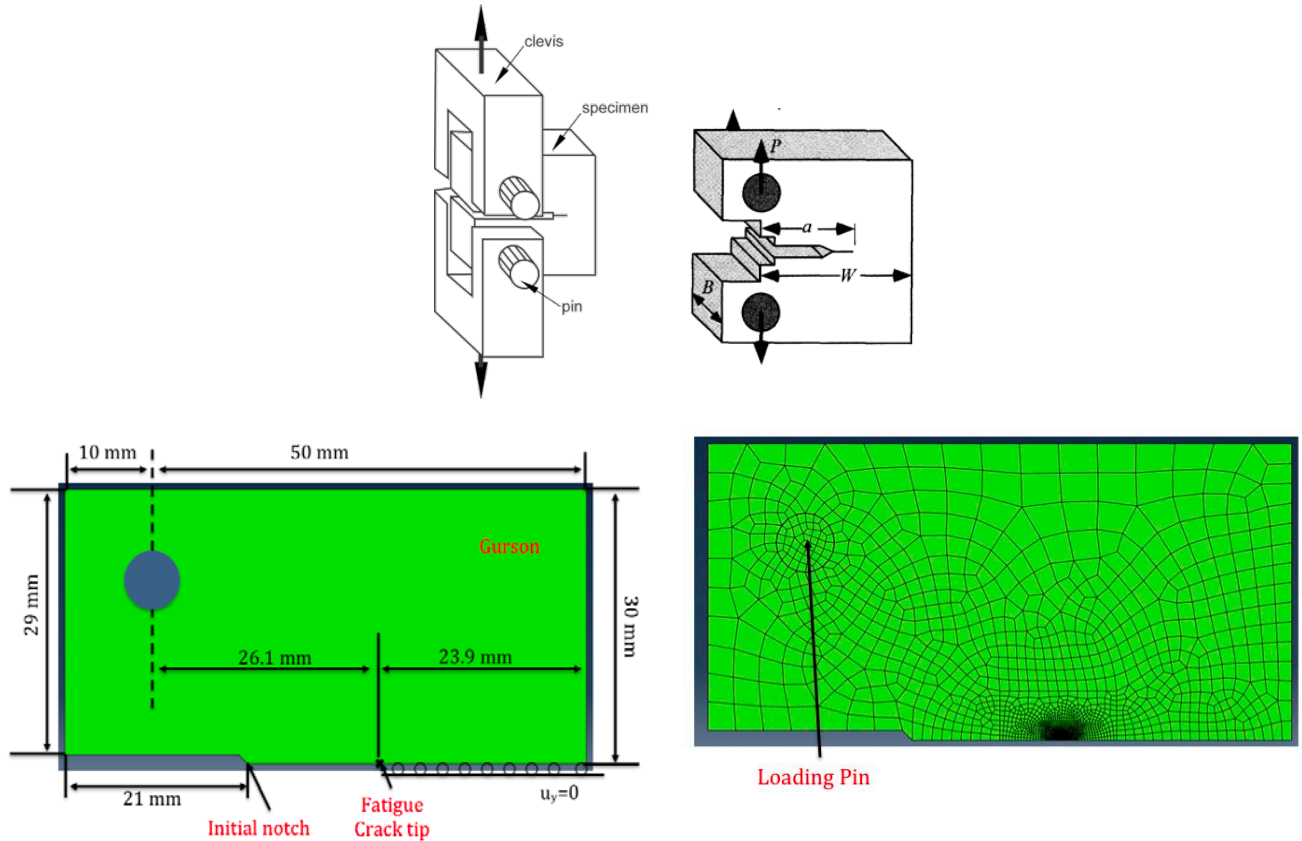 clevis
specimen
pin
P
a
W
B
10 mm
50 mm
Gurson
29 mm
30 mm
26.1 mm
23.9 mm
21 mm
Initial notch
Fatigue
Crack tip
uy=0
Loading Pin